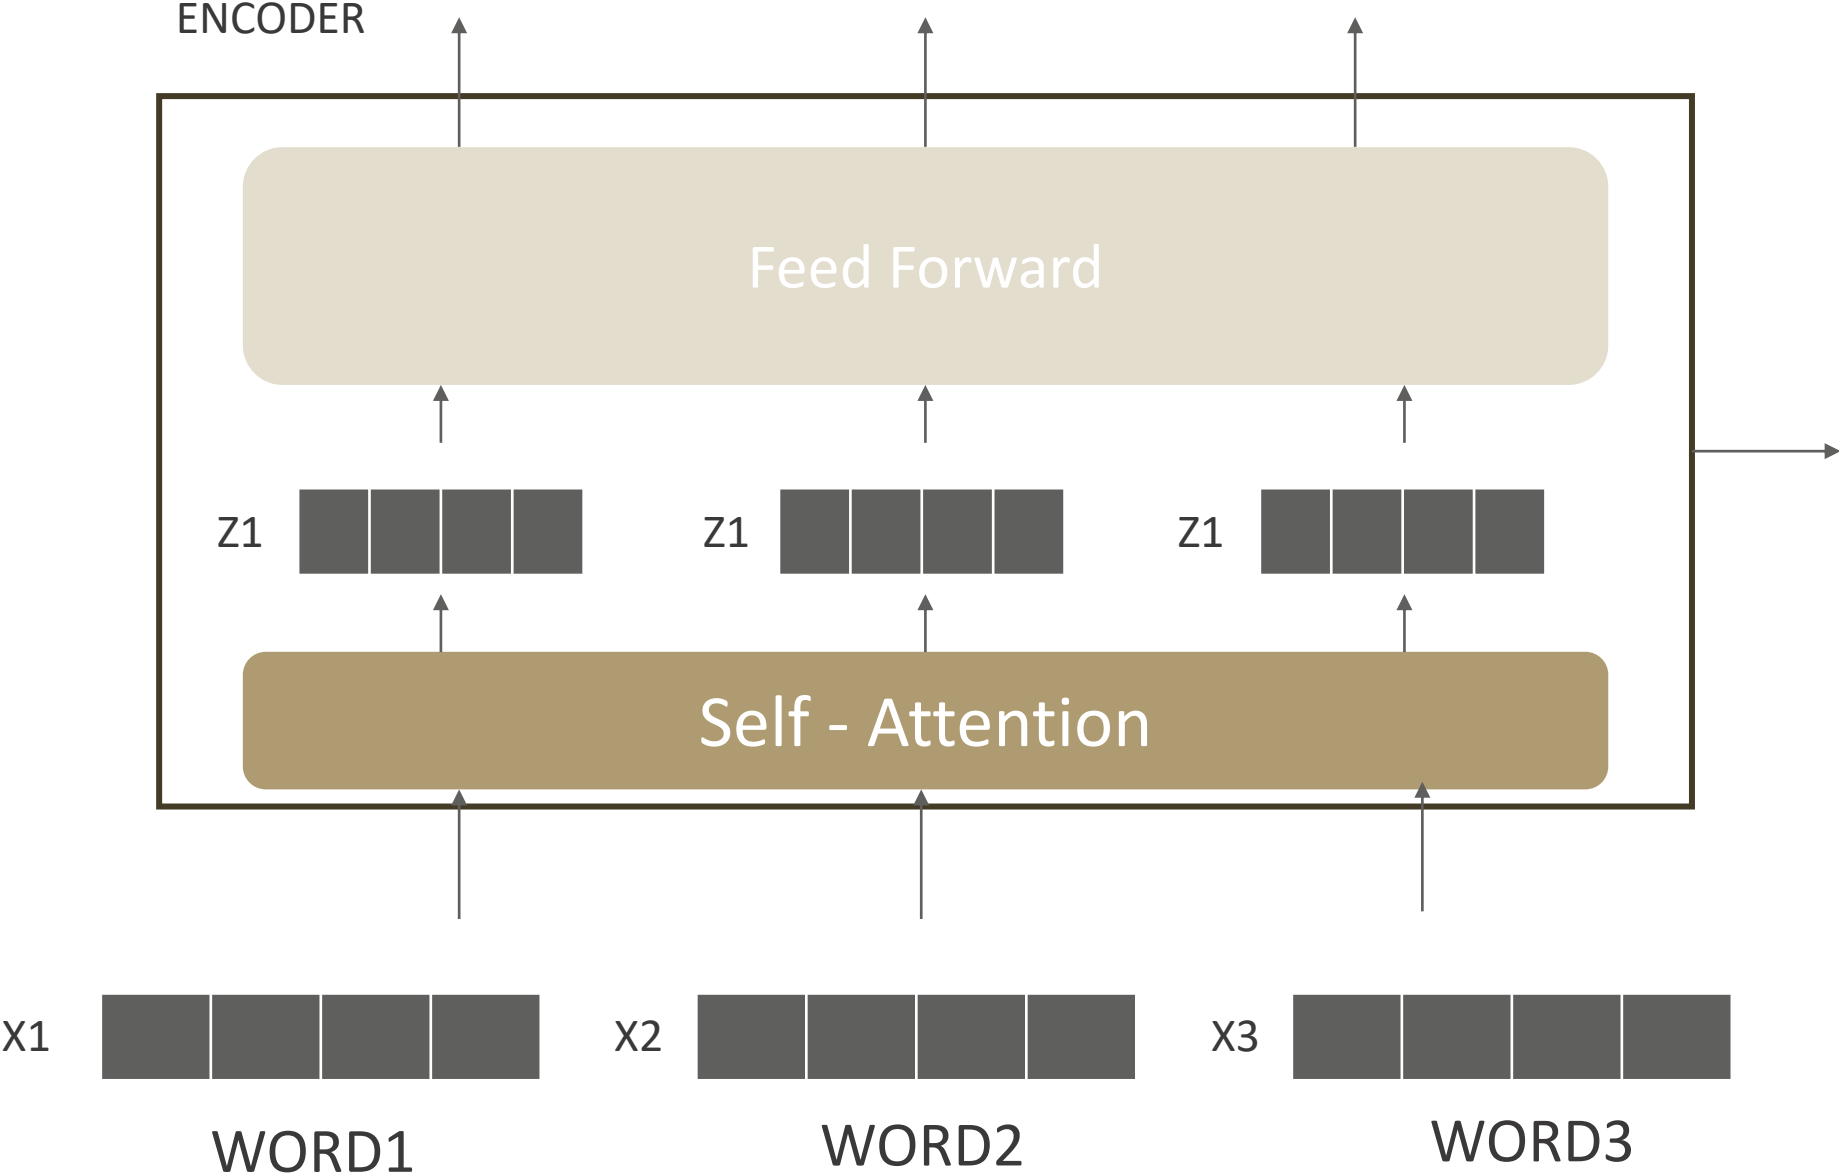 ENCODER
Feed Forward
Z1 Z1 Z1
Self - Attention
X1 X2 X3
WORD1 WORD2 WORD3